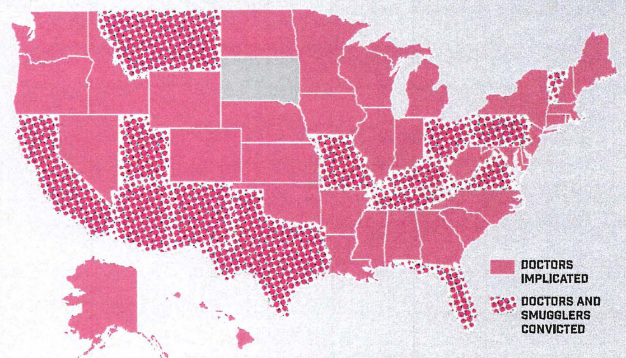 DOCTORS
IMPLICATED
DOCTORS AND
SMUGGLERS
CONVICTED